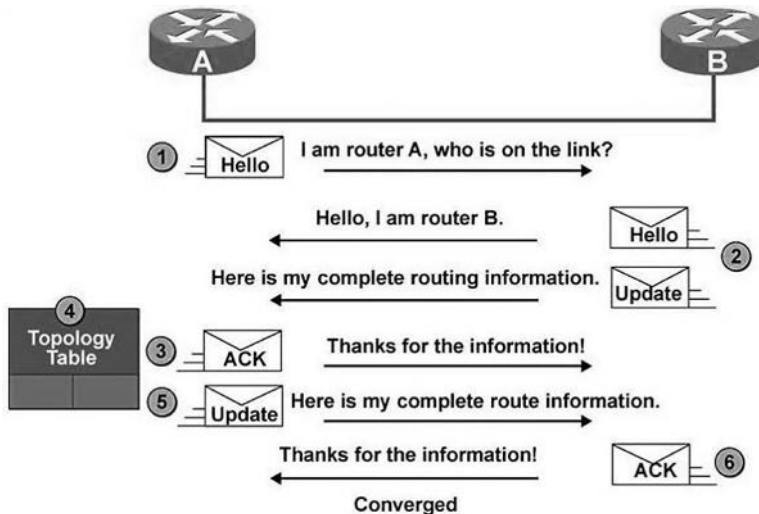 A
B
1
Hello
I am router A, who is on the link?
Hello, I am router B.
Hello
2
Here is my complete routing information.
Update
4
Topology
Table
3
ACK
Thanks for the information!
5
Update
Here is my complete route information.
Thanks for the information!
ACK
6
Converged